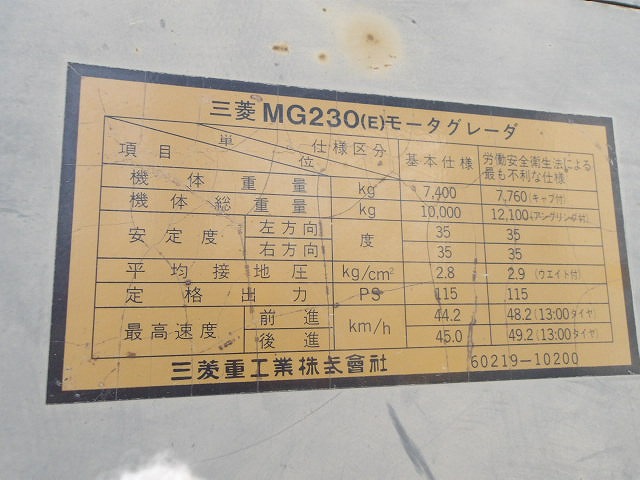 三菱 MG230(E)モータグレーダ
項目 単位 仕様区分 基本仕様 労働安全衛生法による最も不利な仕様
機体重量 kg 7,400 7,760(キャブ付)
機体総重量 kg 10,000 12,100(アングリング付)
安定度 左方向 度 35 35
右方向 35 35
平均接地圧 kg/cm² 2.8 2.9(ウエイト付)
定格出力 PS 115 115
最高速度 前進 km/h 44.2 48.2(13:00タイヤ)
後進 45.0 49.2(13:00タイヤ)
三菱重工業株式會社 60219-10200